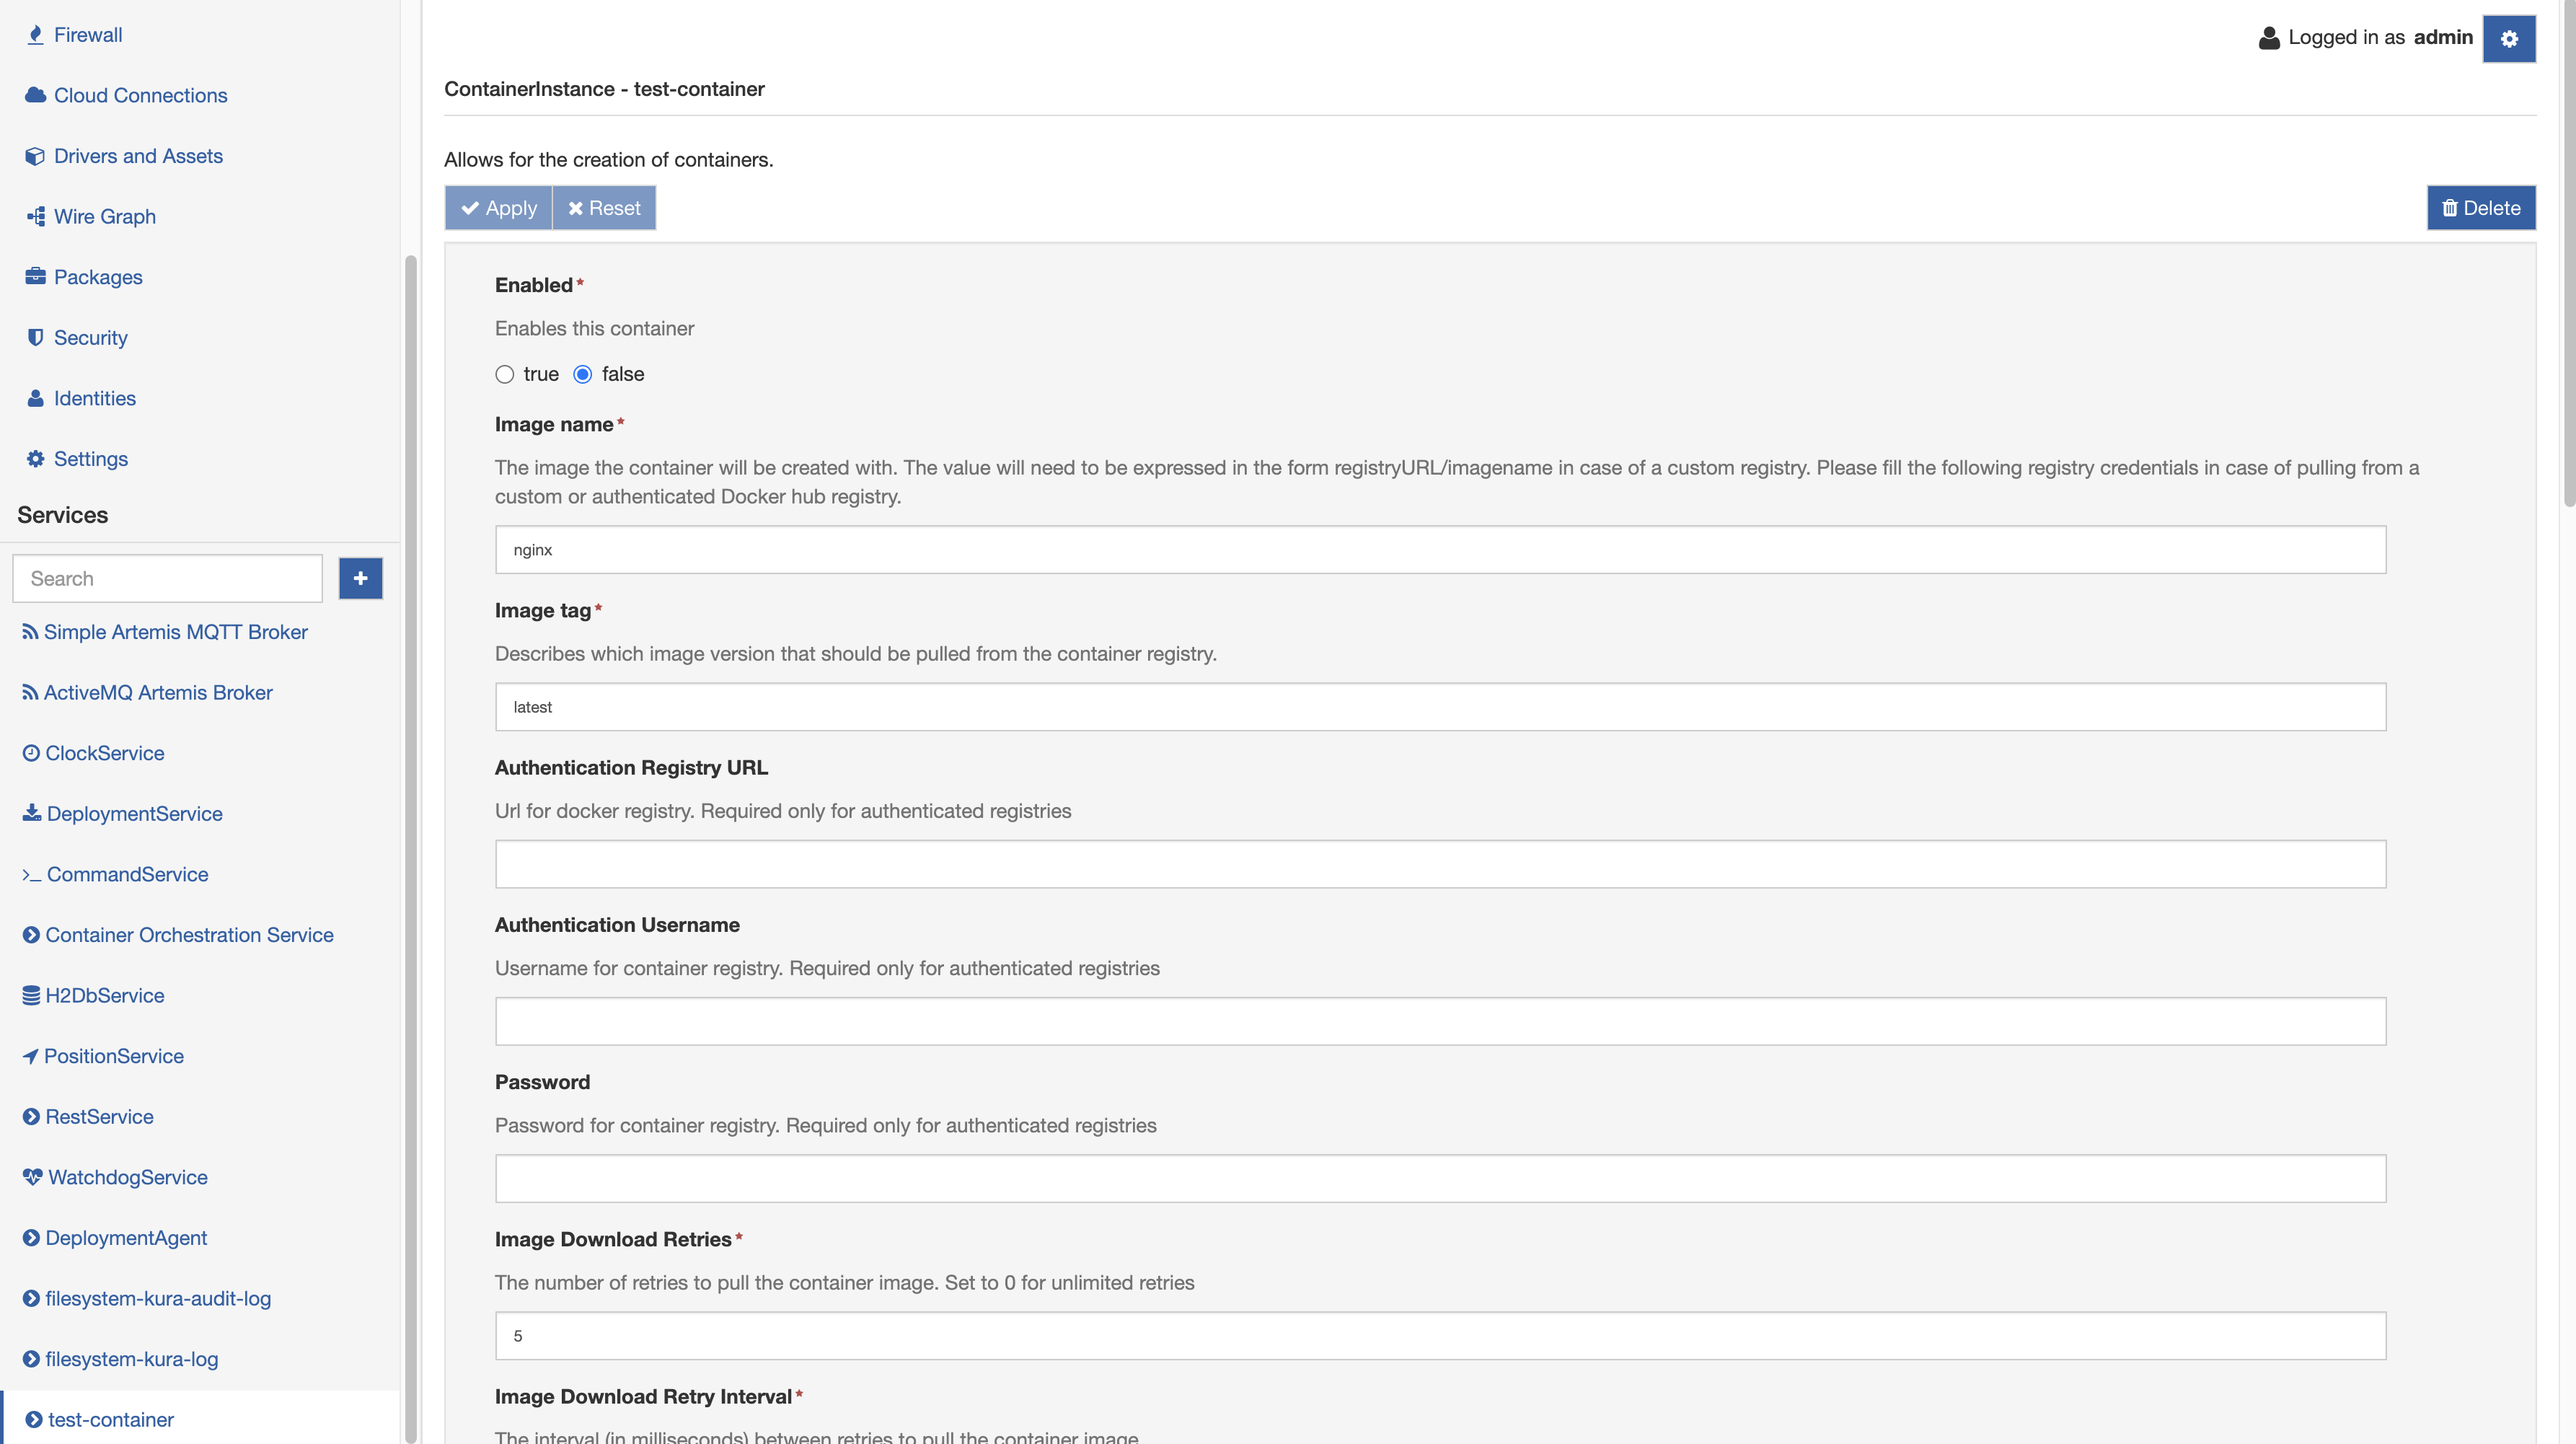 Firewall
Cloud Connections
Drivers and Assets
Wire Graph
Packages
Security
Identities
Settings
Services
Search
Simple Artemis MQTT Broker
ActiveMQ Artemis Broker
ClockService
DeploymentService
CommandService
Container Orchestration Service
H2DbService
PositionService
RestService
WatchdogService
DeploymentAgent
filesystem-kura-audit-log
filesystem-kura-log
test-container
Logged in as admin
ContainerInstance - test-container
Allows for the creation of containers.
Apply Reset Delete
Enabled*
Enables this container
true false
Image name*
The image the container will be created with. The value will need to be expressed in the form registryURL/imagename in case of a custom registry. Please fill the following registry credentials in case of pulling from a
custom or authenticated Docker hub registry.
nginx
Image tag*
Describes which image version that should be pulled from the container registry.
latest
Authentication Registry URL
Url for docker registry. Required only for authenticated registries
Authentication Username
Username for container registry. Required only for authenticated registries
Password
Password for container registry. Required only for authenticated registries
Image Download Retries*
The number of retries to pull the container image. Set to 0 for unlimited retries
5
Image Download Retry Interval*
The interval (in milliseconds) between retries to pull the container image